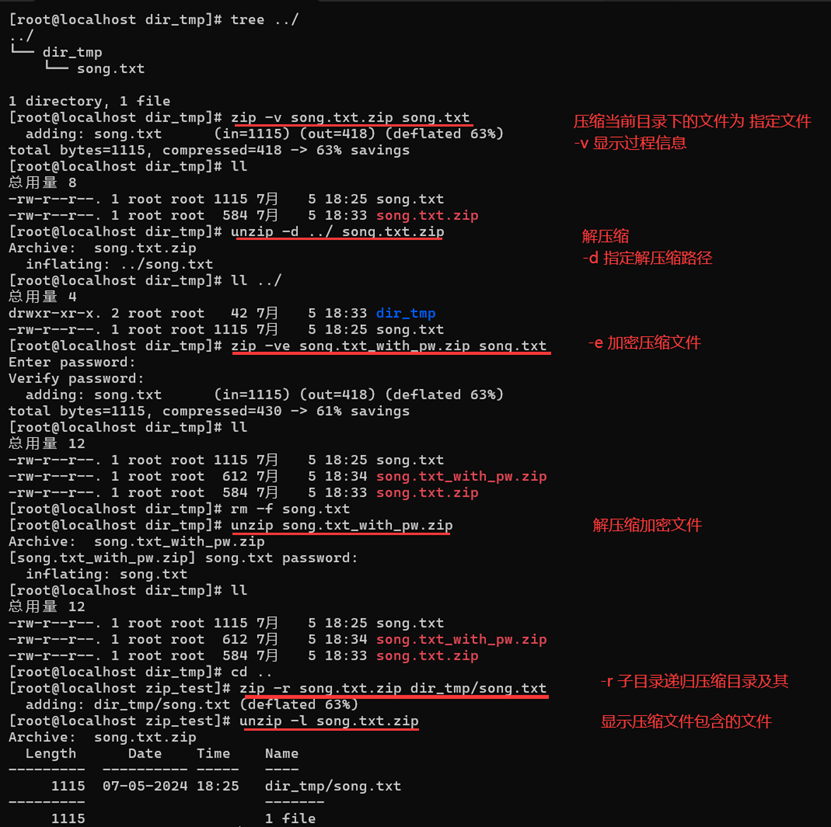 [root@localhost dir_tmp]# tree ../
../
└── dir_tmp
    └── song.txt
1 directory, 1 file
[root@localhost dir_tmp]# zip -v song.txt.zip song.txt
压缩当前目录下的文件为 指定文件
  adding: song.txt      (in=1115) (out=418) (deflated 63%)
-v 显示过程信息
total bytes=1115, compressed=418 -> 63% savings
[root@localhost dir_tmp]# ll
总用量 8
-rw-r--r--. 1 root root 1115 7月    5 18:25 song.txt
-rw-r--r--. 1 root root  584 7月    5 18:33 song.txt.zip
[root@localhost dir_tmp]# unzip -d ../ song.txt.zip
解压缩
Archive:  song.txt.zip
-d 指定解压缩路径
  inflating: ../song.txt
[root@localhost dir_tmp]# ll ../
总用量 4
drwxr-xr-x. 2 root root   42 7月    5 18:33 dir_tmp
-rw-r--r--. 1 root root 1115 7月    5 18:25 song.txt
[root@localhost dir_tmp]# zip -ve song.txt_with_pw.zip song.txt
-e 加密压缩文件
Enter password:
Verify password:
  adding: song.txt      (in=1115) (out=418) (deflated 63%)
total bytes=1115, compressed=430 -> 61% savings
[root@localhost dir_tmp]# ll
总用量 12
-rw-r--r--. 1 root root 1115 7月    5 18:25 song.txt
-rw-r--r--. 1 root root  612 7月    5 18:34 song.txt_with_pw.zip
-rw-r--r--. 1 root root  584 7月    5 18:33 song.txt.zip
[root@localhost dir_tmp]# rm -f song.txt
[root@localhost dir_tmp]# unzip song.txt_with_pw.zip
解压缩加密文件
Archive:  song.txt_with_pw.zip
[song.txt_with_pw.zip] song.txt password:
  inflating: song.txt
[root@localhost dir_tmp]# ll
总用量 12
-rw-r--r--. 1 root root 1115 7月    5 18:25 song.txt
-rw-r--r--. 1 root root  612 7月    5 18:34 song.txt_with_pw.zip
-rw-r--r--. 1 root root  584 7月    5 18:33 song.txt.zip
[root@localhost dir_tmp]# cd ..
[root@localhost zip_test]# zip -r song.txt.zip dir_tmp/song.txt
-r 子目录递归压缩目录及其
  adding: dir_tmp/song.txt (deflated 63%)
[root@localhost zip_test]# unzip -l song.txt.zip
显示压缩文件包含的文件
Archive:  song.txt.zip
  Length      Date    Time    Name
---------  ---------- -----   ----
     1115  07-05-2024 18:25   dir_tmp/song.txt
---------                     -------
     1115                     1 file